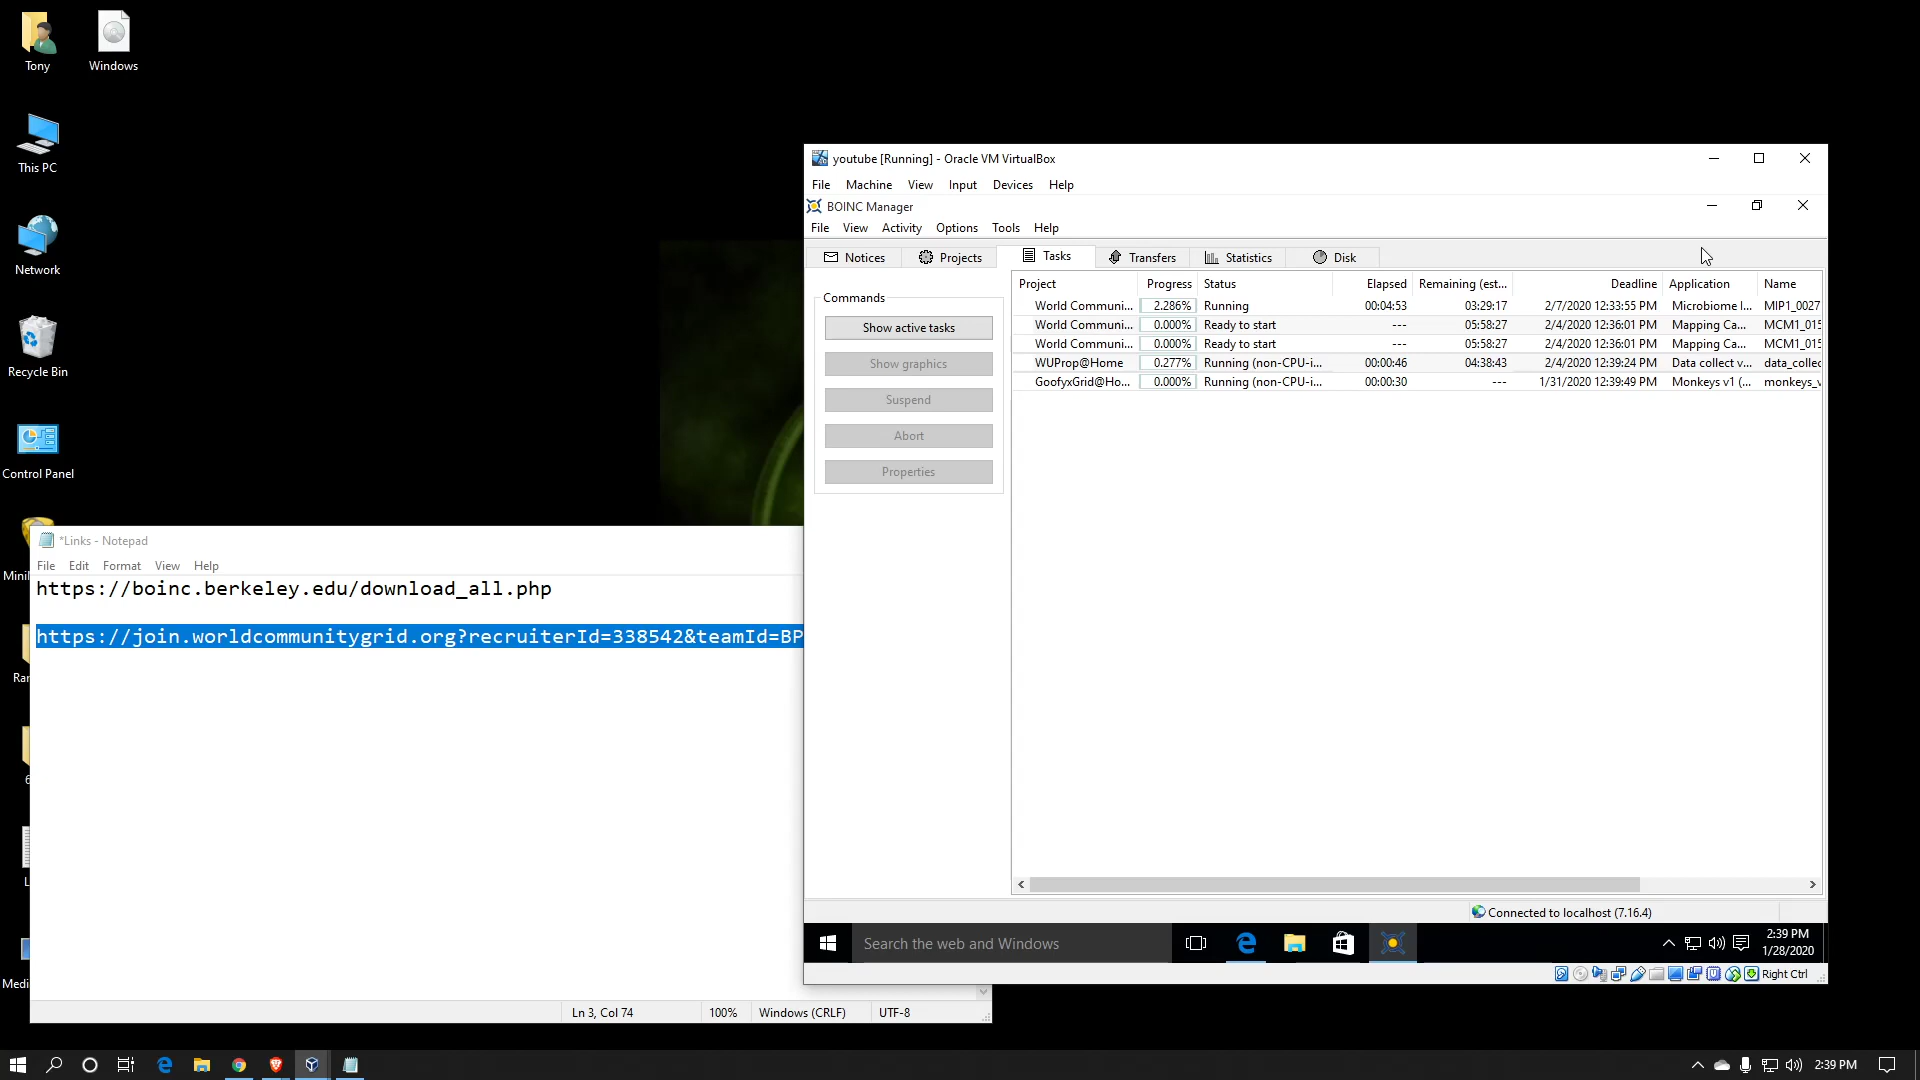 Tony
Windows
This PC
Network
Recycle Bin
Control Panel
youtube [Running] - Oracle VM VirtualBox
File Machine View Input Devices Help
BOINC Manager
File View Activity Options Tools Help
Notices Projects Tasks Transfers Statistics Disk
Commands
Show active tasks
Show graphics
Suspend
Abort
Properties
Project Progress Status Elapsed Remaining (est... Deadline Application Name
World Communi... 2.286% Running 00:04:53 03:29:17 2/7/2020 12:33:55 PM Microbiome I... MIP1_0027
World Communi... 0.000% Ready to start --- 05:58:27 2/4/2020 12:36:01 PM Mapping Ca... MCM1_015
World Communi... 0.000% Ready to start --- 05:58:27 2/4/2020 12:36:01 PM Mapping Ca... MCM1_015
WUProp@Home 0.277% Running (non-CPU-i... 00:00:46 04:38:43 2/4/2020 12:39:24 PM Data collect v... data_collec
GoofyxGrid@Ho... 0.000% Running (non-CPU-i... 00:00:30 --- 1/31/2020 12:39:49 PM Monkeys v1 (... monkeys_v
Connected to localhost (7.16.4)
Search the web and Windows
2:39 PM
1/28/2020
Right Ctrl
*Links - Notepad
File Edit Format View Help
https://boinc.berkeley.edu/download_all.php
https://join.worldcommunitygrid.org?recruiterId=338542&teamId=BP
Ln 3, Col 74 100% Windows (CRLF) UTF-8
2:39 PM